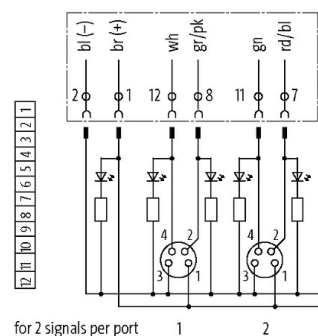 bl (–)
br (+)
wh
gr/pk
gn
rd/bl
2 1 12 8 11 7
12 11 10 9 8 7 6 5 4 3 2 1
4 2 4 2
3 1 3 1
for 2 signals per port 1 2